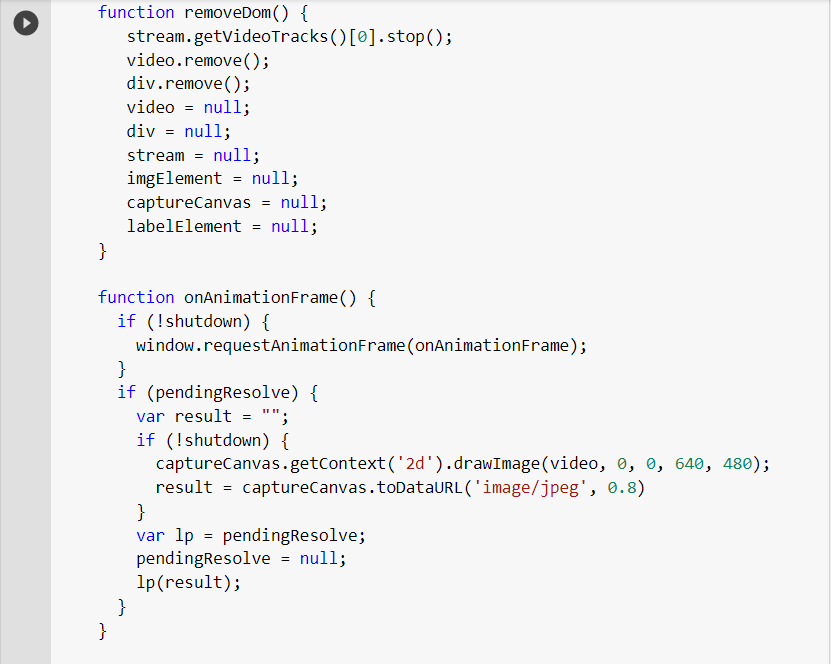 function removeDom() {
stream.getVideoTracks()[0].stop();
video.remove();
div.remove();
video = null;
div = null;
stream = null;
imgElement = null;
captureCanvas = null;
labelElement = null;
}
function onAnimationFrame() {
if (!shutdown) {
window.requestAnimationFrame(onAnimationFrame);
}
if (pendingResolve) {
var result = "";
if (!shutdown) {
captureCanvas.getContext('2d').drawImage(video, 0, 0, 640, 480);
result = captureCanvas.toDataURL('image/jpeg', 0.8)
}
var lp = pendingResolve;
pendingResolve = null;
lp(result);
}
}